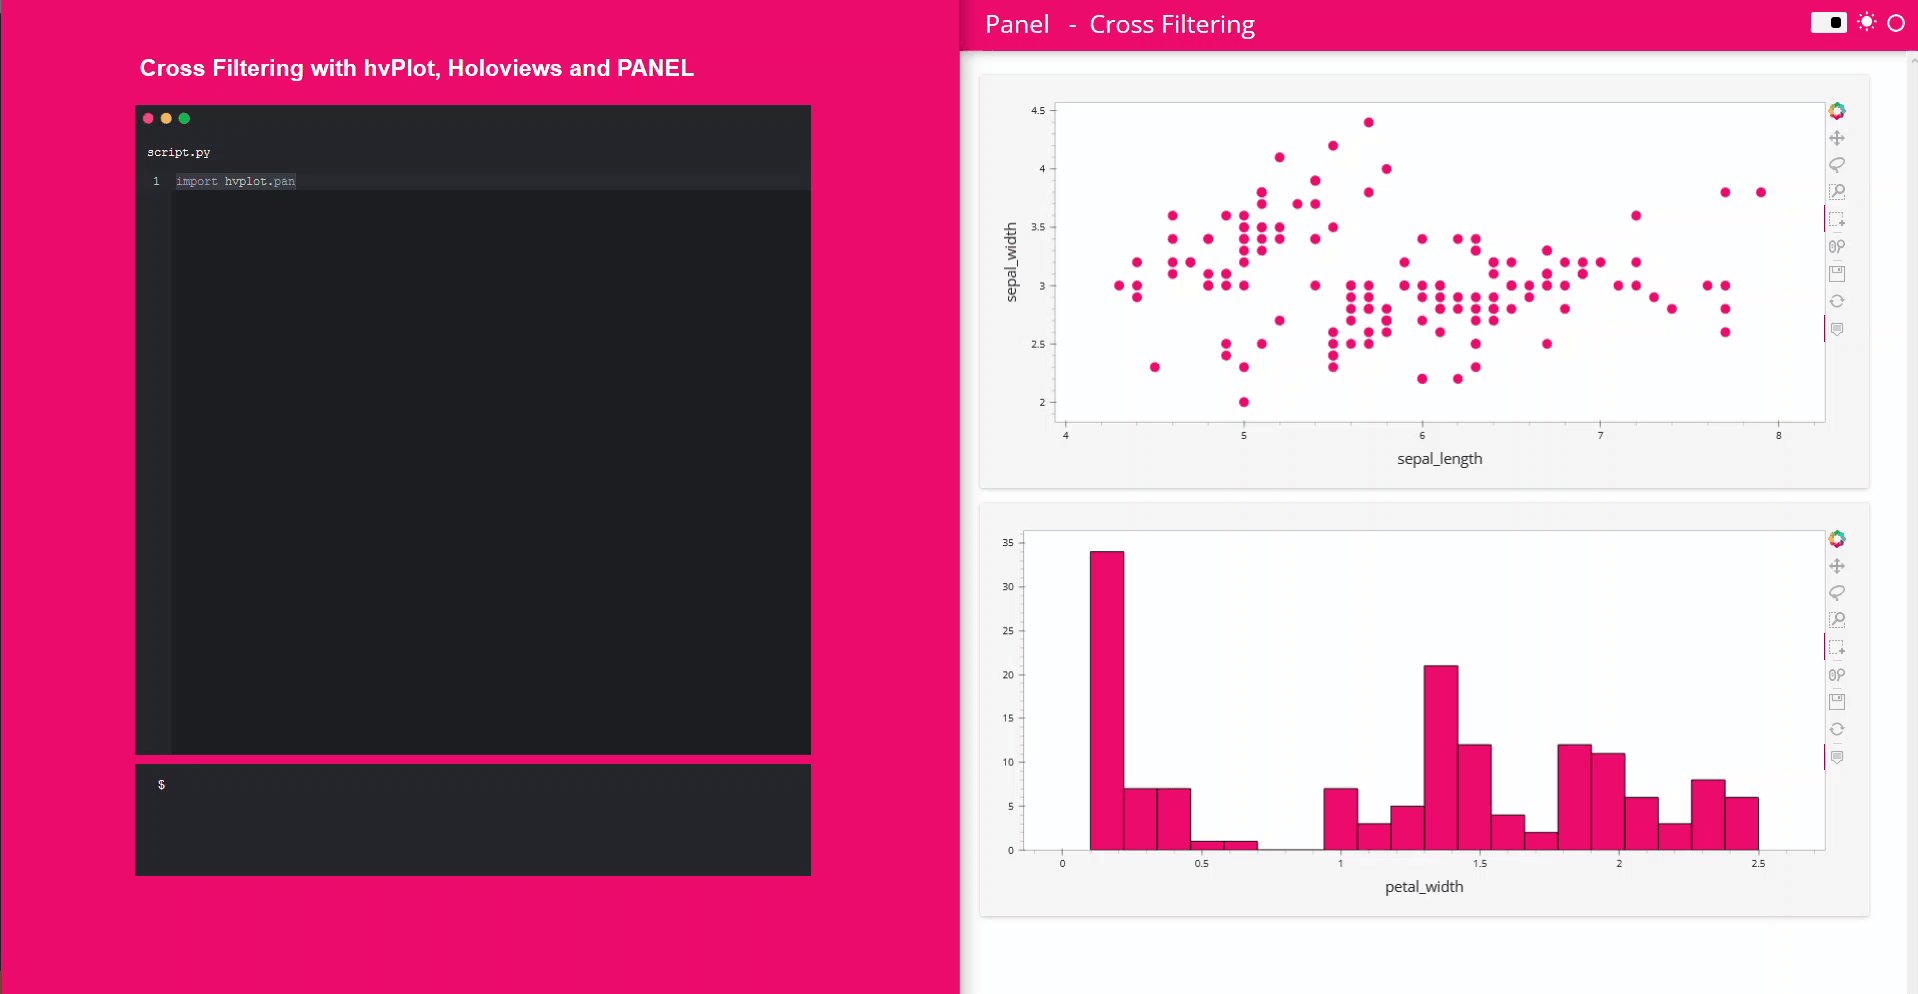 Cross Filtering with hvPlot, Holoviews and PANEL
script.py
1 import hvplot.pan
$
Panel - Cross Filtering
4.5
4
3.5
3
2.5
2
sepal_width
4 5 6 7 8
sepal_length
35
30
25
20
15
10
5
0
0 0.5 1 1.5 2 2.5
petal_width